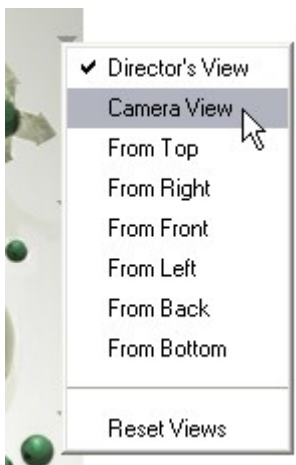 Director's View
Camera View
From Top
From Right
From Front
From Left
From Back
From Bottom
Reset Views